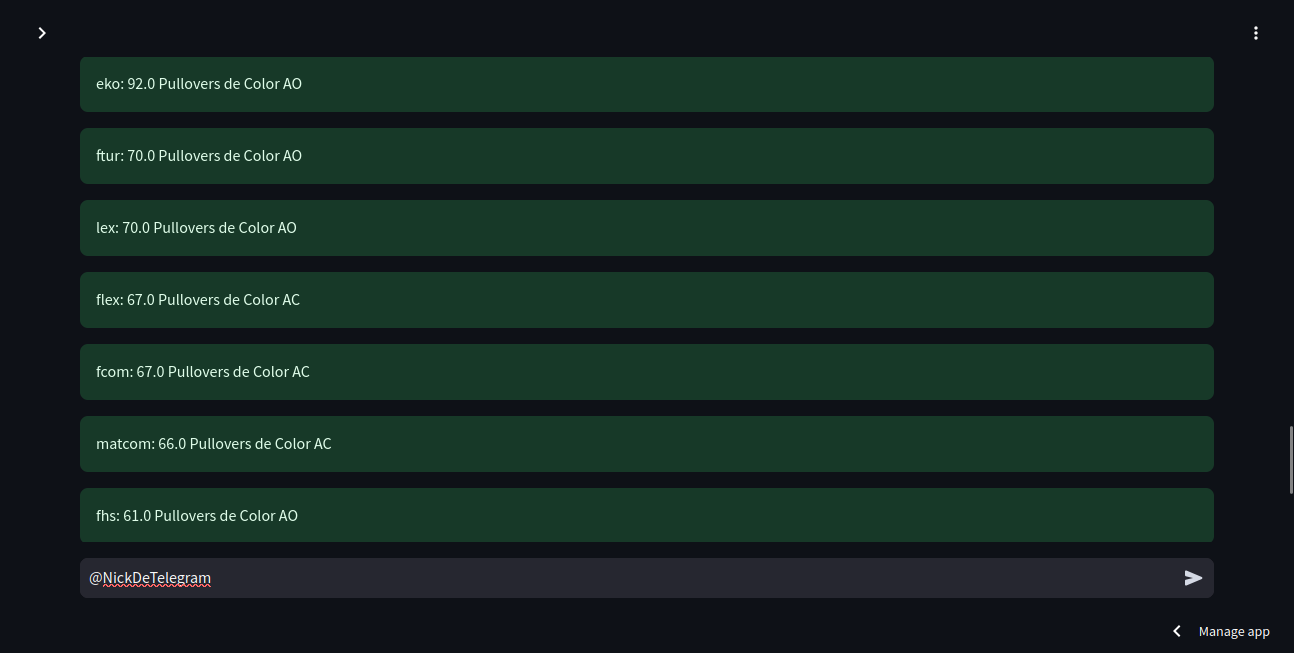 eko: 92.0 Pullovers de Color AO
ftur: 70.0 Pullovers de Color AO
lex: 70.0 Pullovers de Color AO
flex: 67.0 Pullovers de Color AC
fcom: 67.0 Pullovers de Color AC
matcom: 66.0 Pullovers de Color AC
fhs: 61.0 Pullovers de Color AO
@NickDeTelegram
Manage app